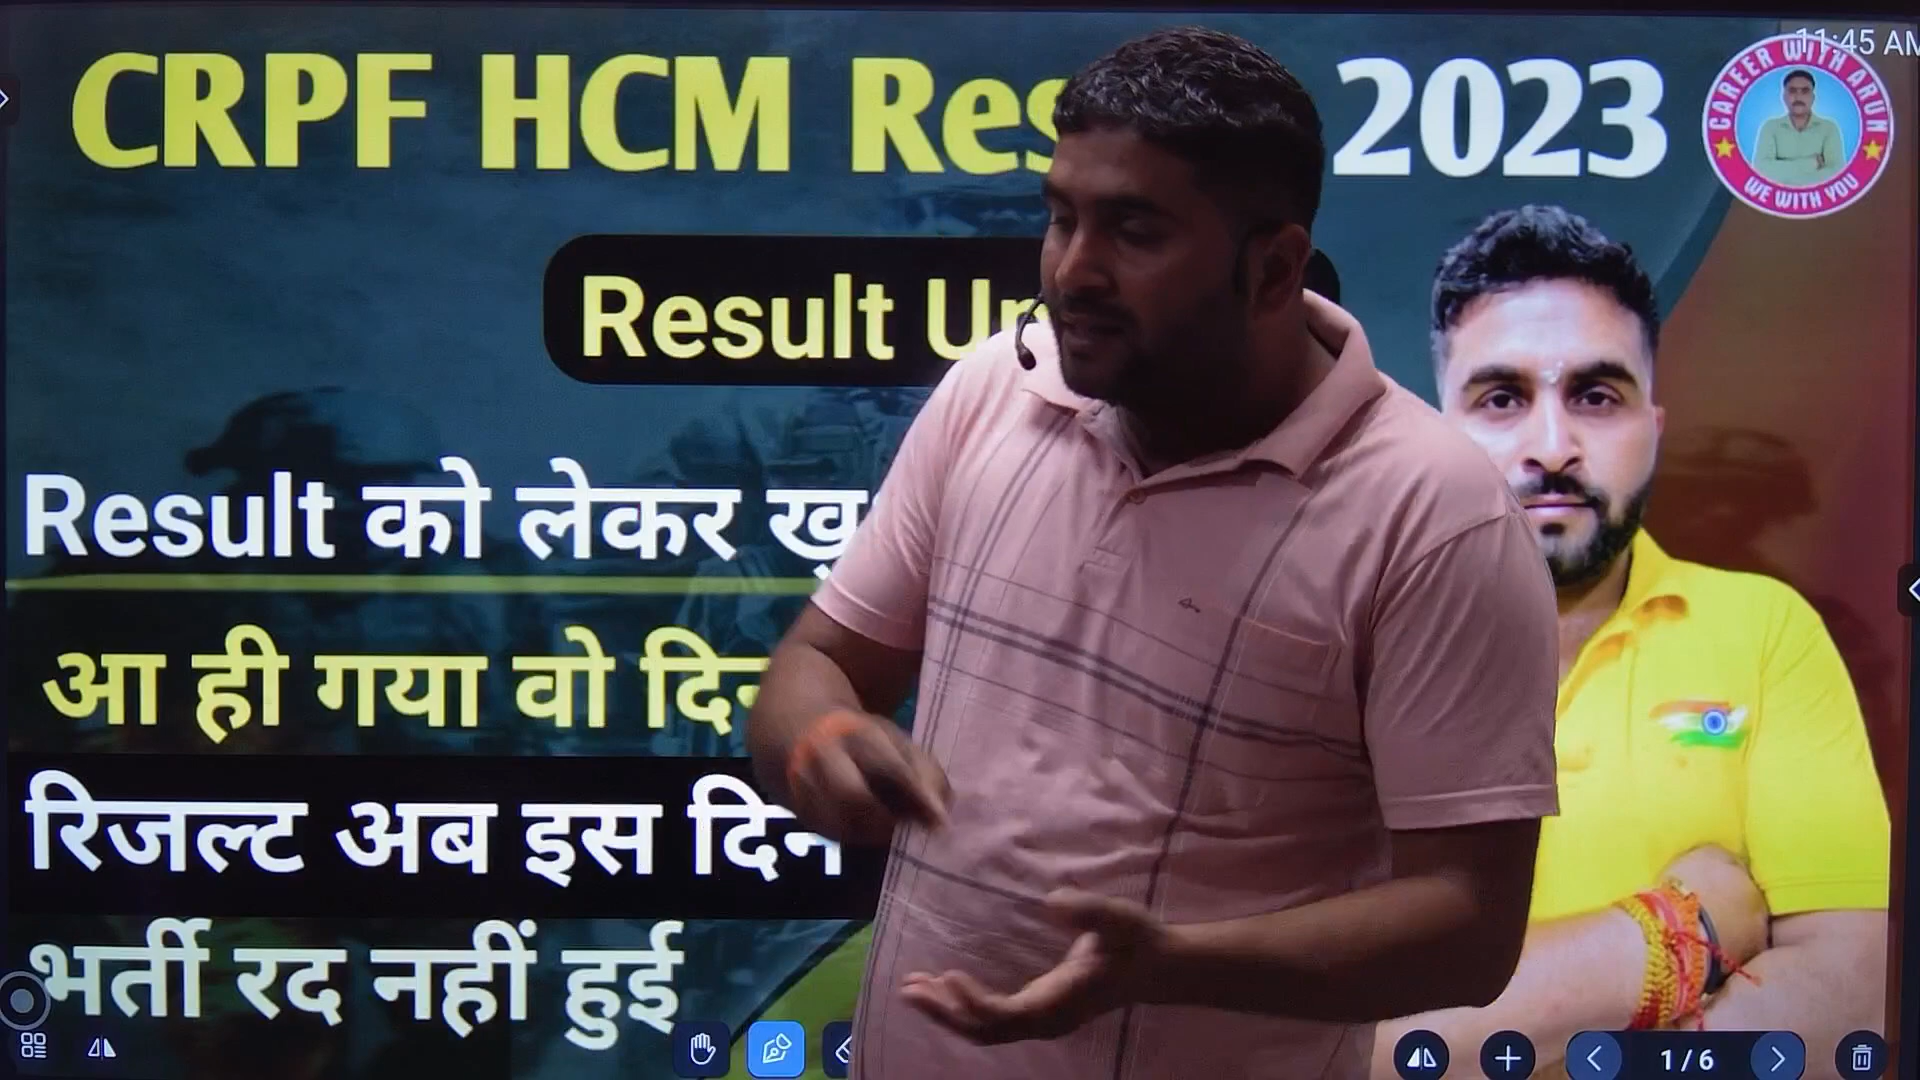 CRPF HCM 2023
11:45 AM
CAREER WITH ARUN
WE WITH YOU
Result
Result को लेकर
आ ही गया वो
रिजल्ट अब इस दिन
भर्ती रद नहीं हुई
1 / 6